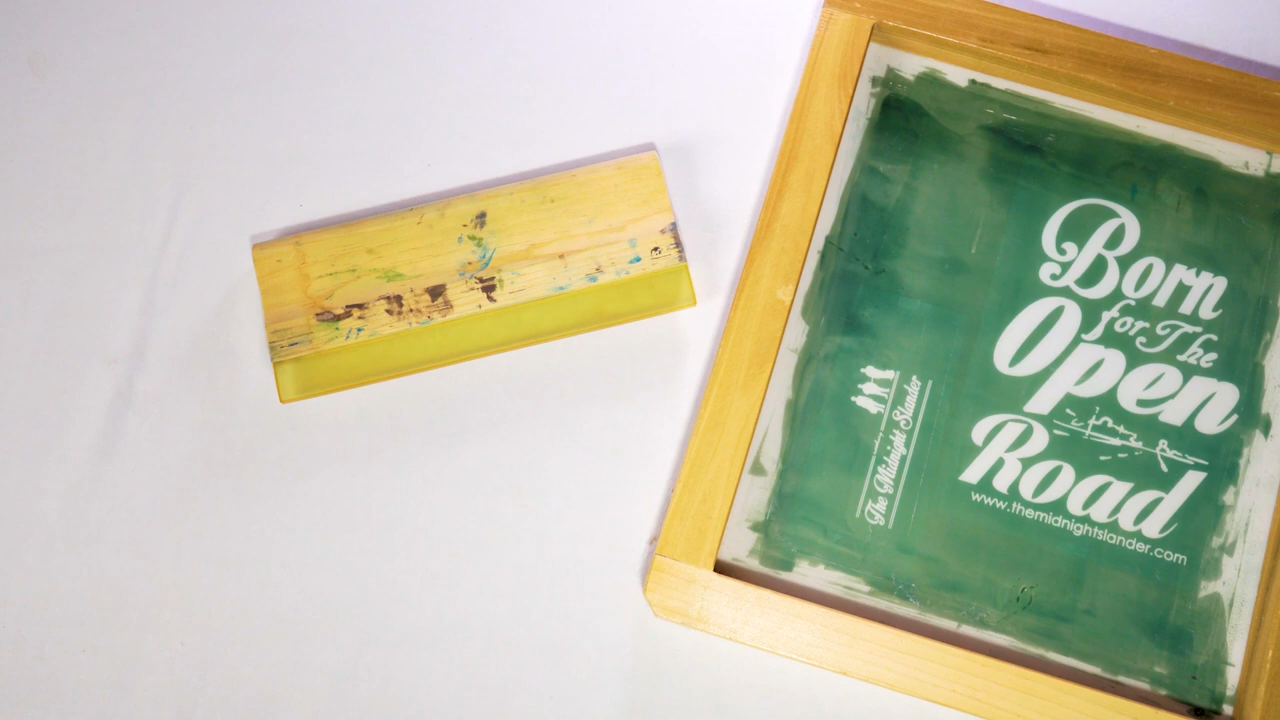 Born
for The
Open
Road
www.themidnightslander.com
The Midnight Slander